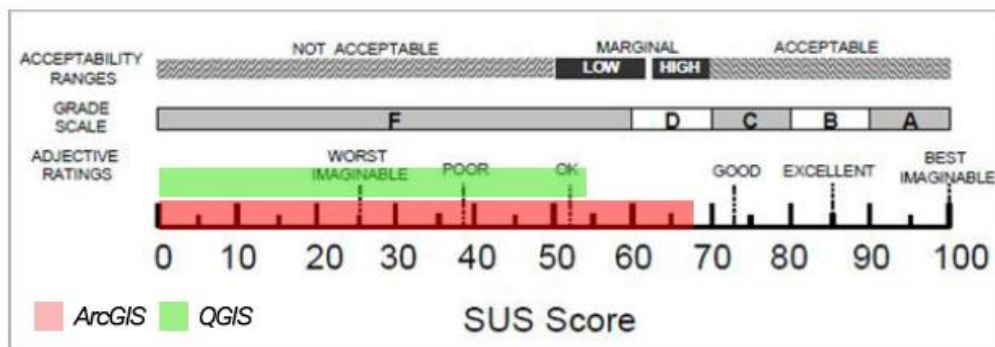 NOT ACCEPTABLE MARGINAL ACCEPTABLE
ACCEPTABILITY RANGES LOW HIGH
GRADE SCALE F D C B A
ADJECTIVE RATINGS WORST IMAGINABLE POOR OK GOOD EXCELLENT BEST IMAGINABLE
0 10 20 30 40 50 60 70 80 90 100
ArcGIS QGIS SUS Score